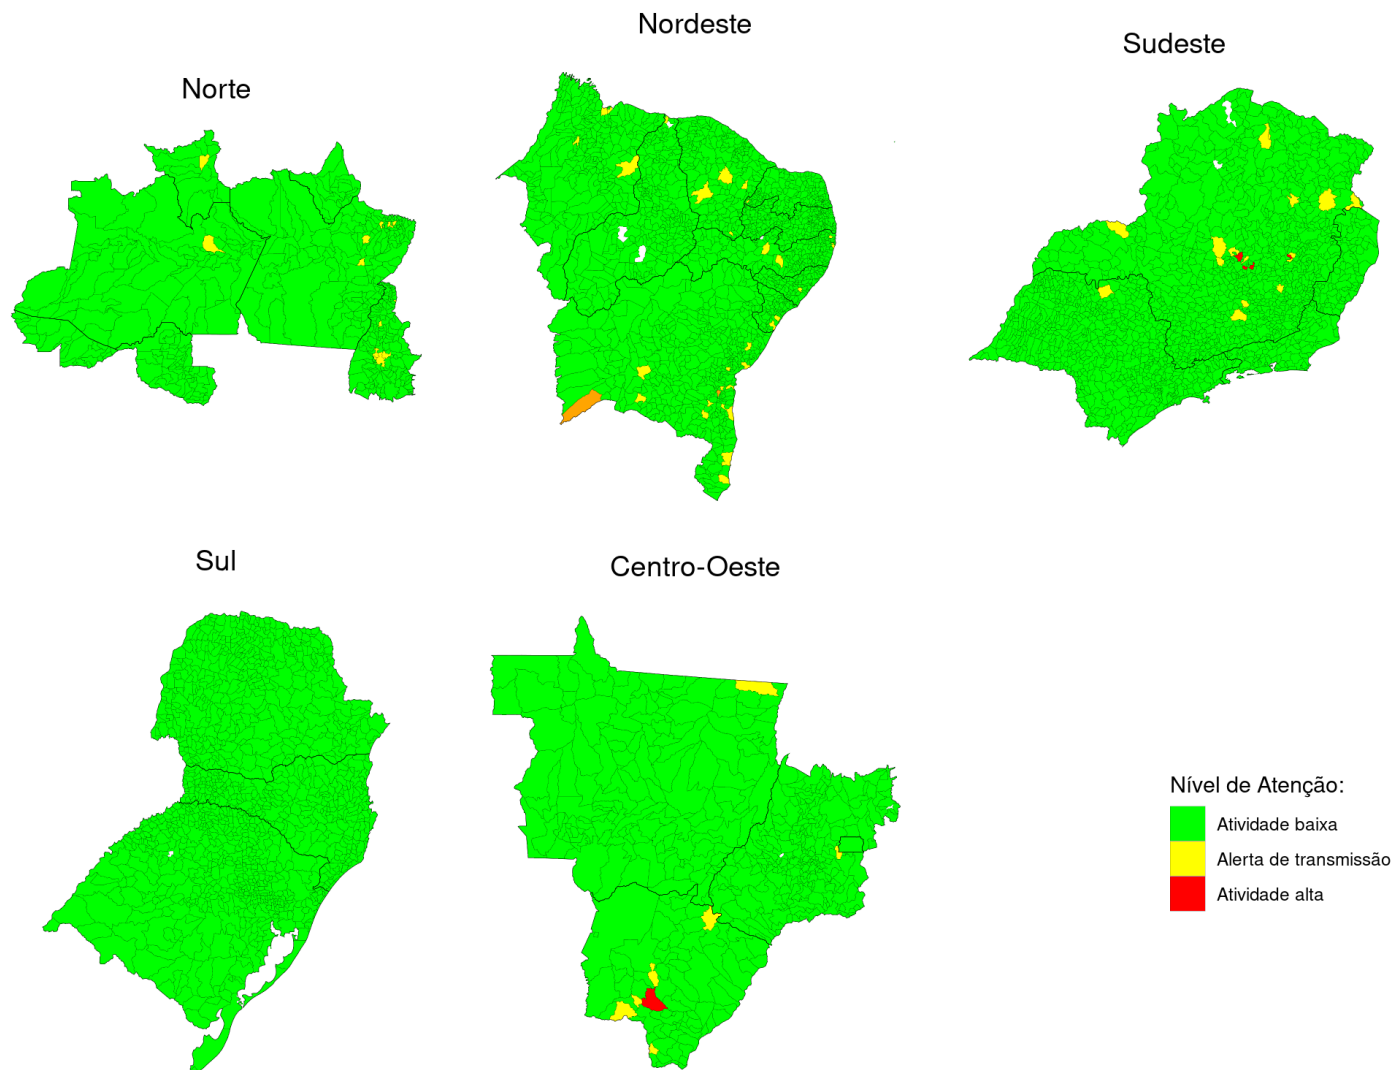 Nordeste
Sudeste
Norte
Sul
Centro-Oeste
Nível de Atenção:
Atividade baixa
Alerta de transmissão
Atividade alta